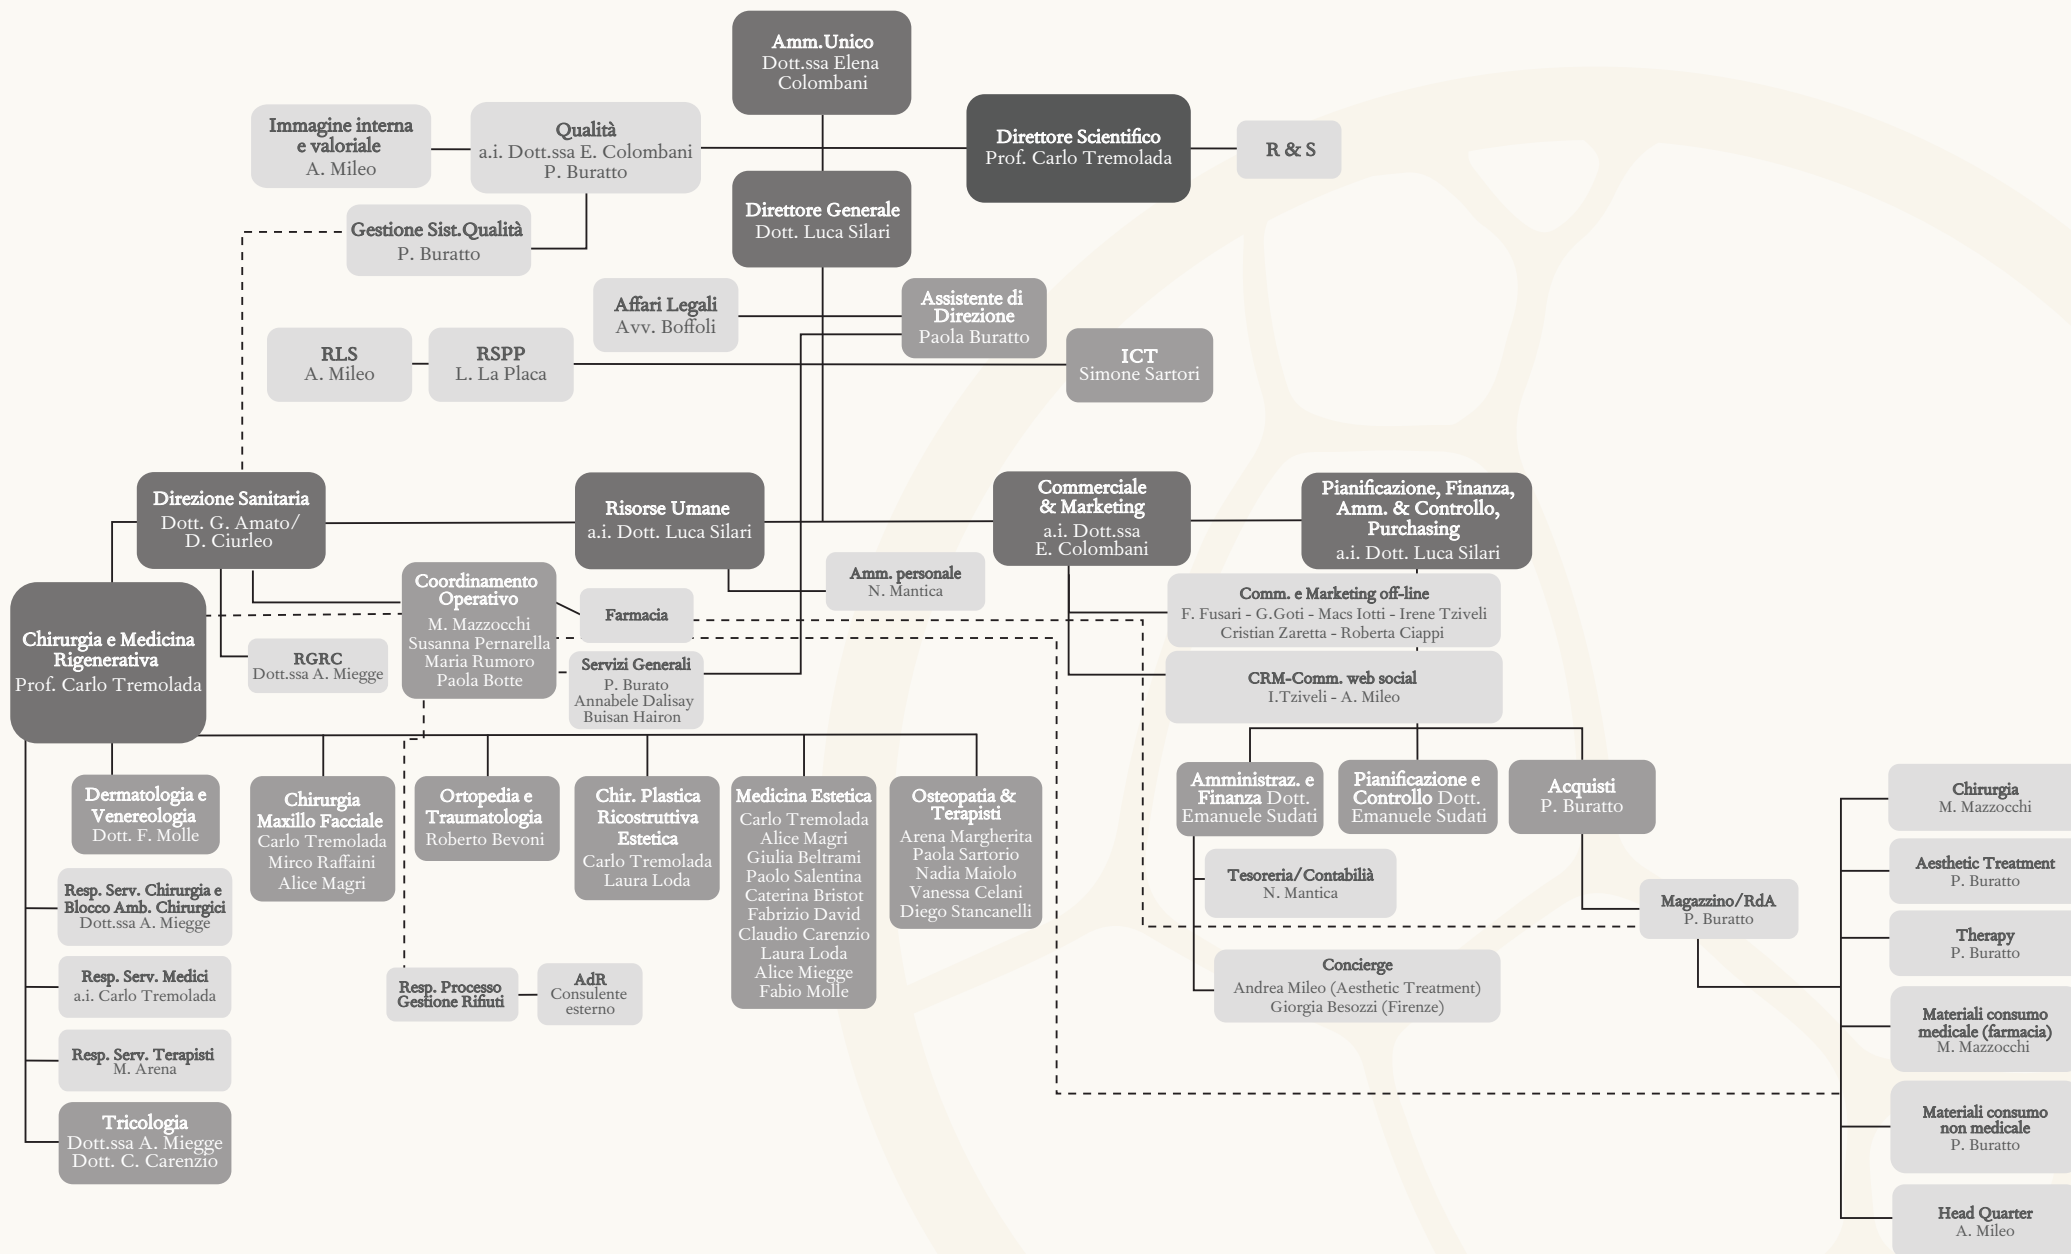 Amm.Unico
Dott.ssa Elena
Colombani
Immagine interna
e valoriale
A. Mileo
Qualità
a.i. Dott.ssa E. Colombani
P. Buratto
Direttore Scientifico
Prof. Carlo Tremolada
R & S
Direttore Generale
Dott. Luca Silari
Gestione Sist.Qualità
P. Buratto
Affari Legali
Avv. Boffoli
Assistente di
Direzione
Paola Buratto
RLS
A. Mileo
RSPP
L. La Placa
ICT
Simone Sartori
Direzione Sanitaria
Dott. G. Amato/
D. Ciurleo
Risorse Umane
a.i. Dott. Luca Silari
Commerciale
& Marketing
a.i. Dott.ssa
E. Colombani
Pianificazione, Finanza,
Amm. & Controllo,
Purchasing
a.i. Dott. Luca Silari
Chirurgia e Medicina
Rigenerativa
Prof. Carlo Tremolada
RGRC
Dott.ssa A. Miegge
Coordinamento
Operativo
M. Mazzocchi
Susanna Pernarella
Maria Rumoro
Paola Botte
Farmacia
Servizi Generali
P. Burato
Annabele Dalisay
Buisan Hairon
Amm. personale
N. Mantica
Comm. e Marketing off-line
F. Fusari - G.Goti - Macs Iotti - Irene Tziveli
Cristian Zaretta - Roberta Ciappi
CRM-Comm. web social
I.Tziveli - A. Mileo
Dermatologia e
Venereologia
Dott. F. Molle
Chirurgia
Maxillo Facciale
Carlo Tremolada
Mirco Raffaini
Alice Magri
Ortopedia e
Traumatologia
Roberto Bevoni
Chir. Plastica
Ricostruttiva
Estetica
Carlo Tremolada
Laura Loda
Medicina Estetica
Carlo Tremolada
Alice Magri
Giulia Beltrami
Paolo Salentina
Caterina Bristot
Fabrizio David
Claudio Carenzio
Laura Loda
Alice Miegge
Fabio Molle
Osteopatia &
Terapisti
Arena Margherita
Paola Sartorio
Nadia Maiolo
Vanessa Celani
Diego Stancanelli
Amministraz. e
Finanza Dott.
Emanuele Sudati
Pianificazione e
Controllo Dott.
Emanuele Sudati
Acquisti
P. Buratto
Tesoreria/Contabilià
N. Mantica
Concierge
Andrea Mileo (Aesthetic Treatment)
Giorgia Besozzi (Firenze)
Magazzino/RdA
P. Buratto
Resp. Serv. Chirurgia e
Blocco Amb. Chirurgici
Dott.ssa A. Miegge
Resp. Serv. Medici
a.i. Carlo Tremolada
Resp. Serv. Terapisti
M. Arena
Tricologia
Dott.ssa A. Miegge
Dott. C. Carenzio
Resp. Processo
Gestione Rifiuti
AdR
Consulente
esterno
Chirurgia
M. Mazzocchi
Aesthetic Treatment
P. Buratto
Therapy
P. Buratto
Materiali consumo
medicale (farmacia)
M. Mazzocchi
Materiali consumo
non medicale
P. Buratto
Head Quarter
A. Mileo